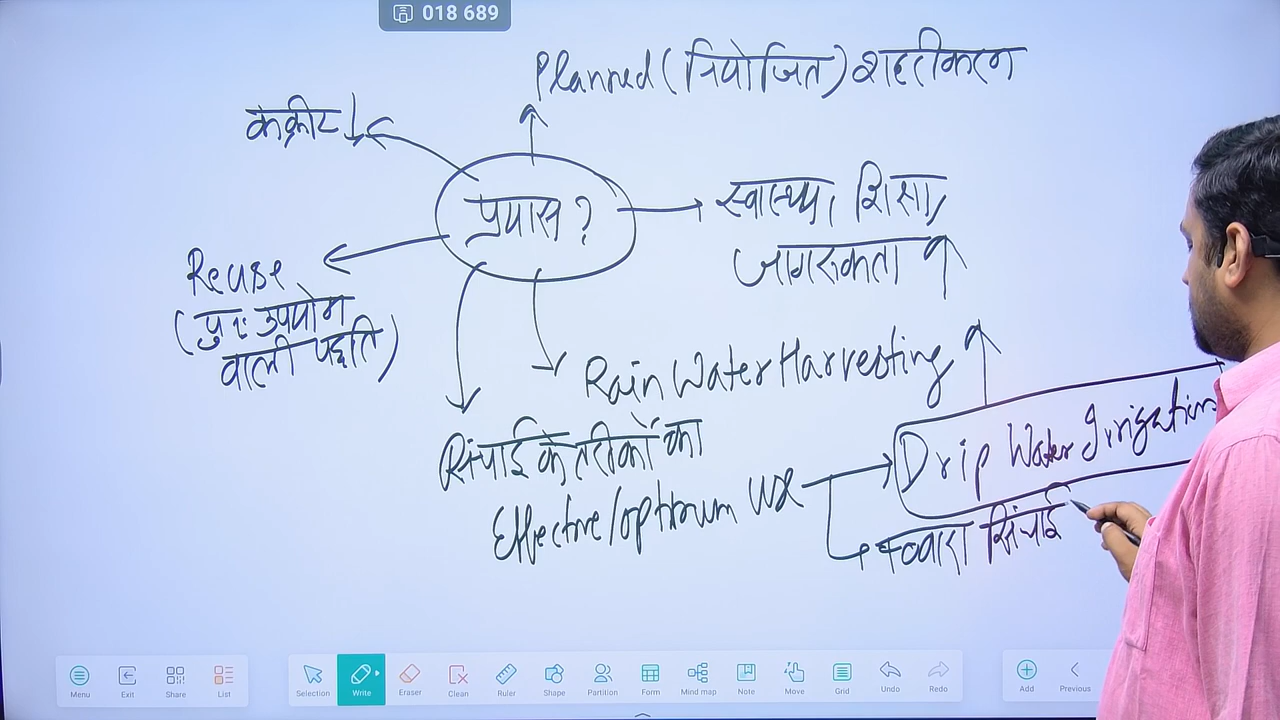 018 689
Planned (नियोजित) शहरीकरण
कंक्रीट ↓
प्रयास ?
स्वास्थ्य, शिक्षा,
जागरूकता ↑
Reuse
(पुनः उपयोग
वाली पद्धति)
Rain Water Harvesting ↑
सिंचाई के तरीकों का
Effective/optimum use
Drip Water Irrigation
फव्वारा सिंचाई
Menu
Exit
Share
List
Selection
Write
Eraser
Clean
Ruler
Shape
Partition
Form
Mind map
Note
Move
Grid
Undo
Redo
Add
Previous